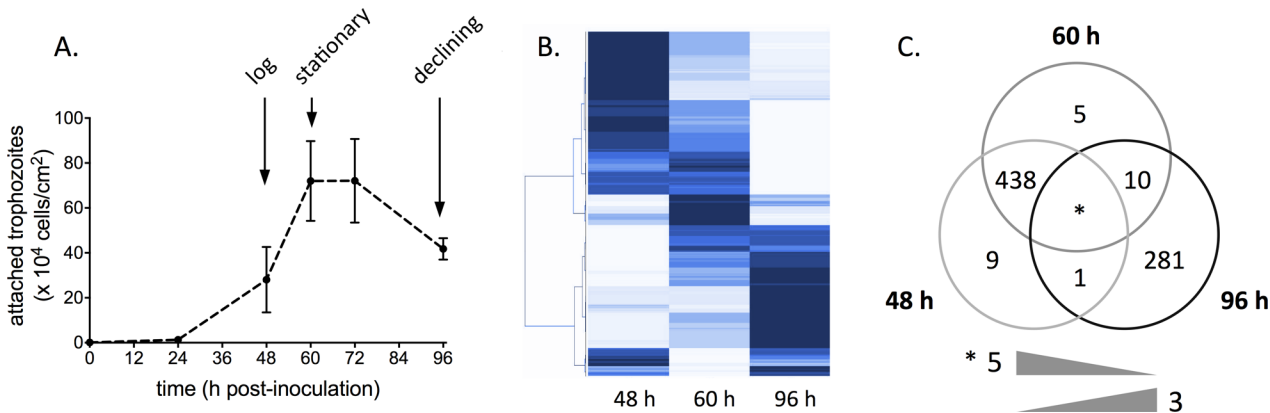 A.
log
stationary
declining
attached trophozoites
(x 10⁴ cells/cm²)
100
80
60
40
20
0
0 12 24 36 48 60 72 84 96
time (h post-inoculation)
B.
48 h 60 h 96 h
C.
60 h
5
438
10
*
9
1
281
48 h
96 h
* 5
3